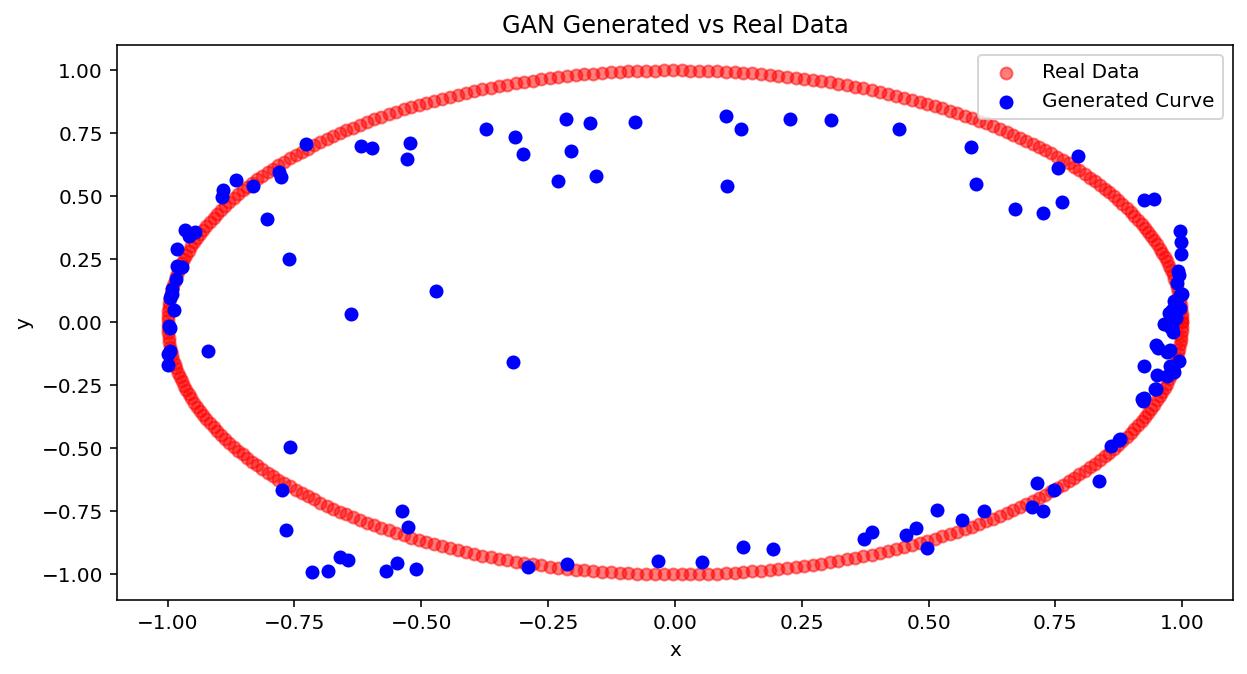 GAN Generated vs Real Data
Real Data
Generated Curve
1.00
0.75
0.50
0.25
0.00
−0.25
−0.50
−0.75
−1.00
y
−1.00 −0.75 −0.50 −0.25 0.00 0.25 0.50 0.75 1.00
x